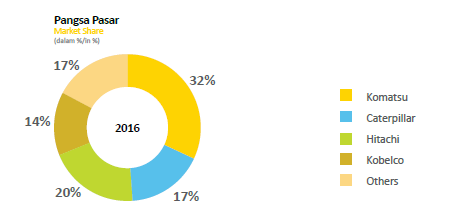 Pangsa Pasar
Market Share
(dalam %/in %)
17%
32%
14%
2016
20%
17%
Komatsu
Caterpillar
Hitachi
Kobelco
Others